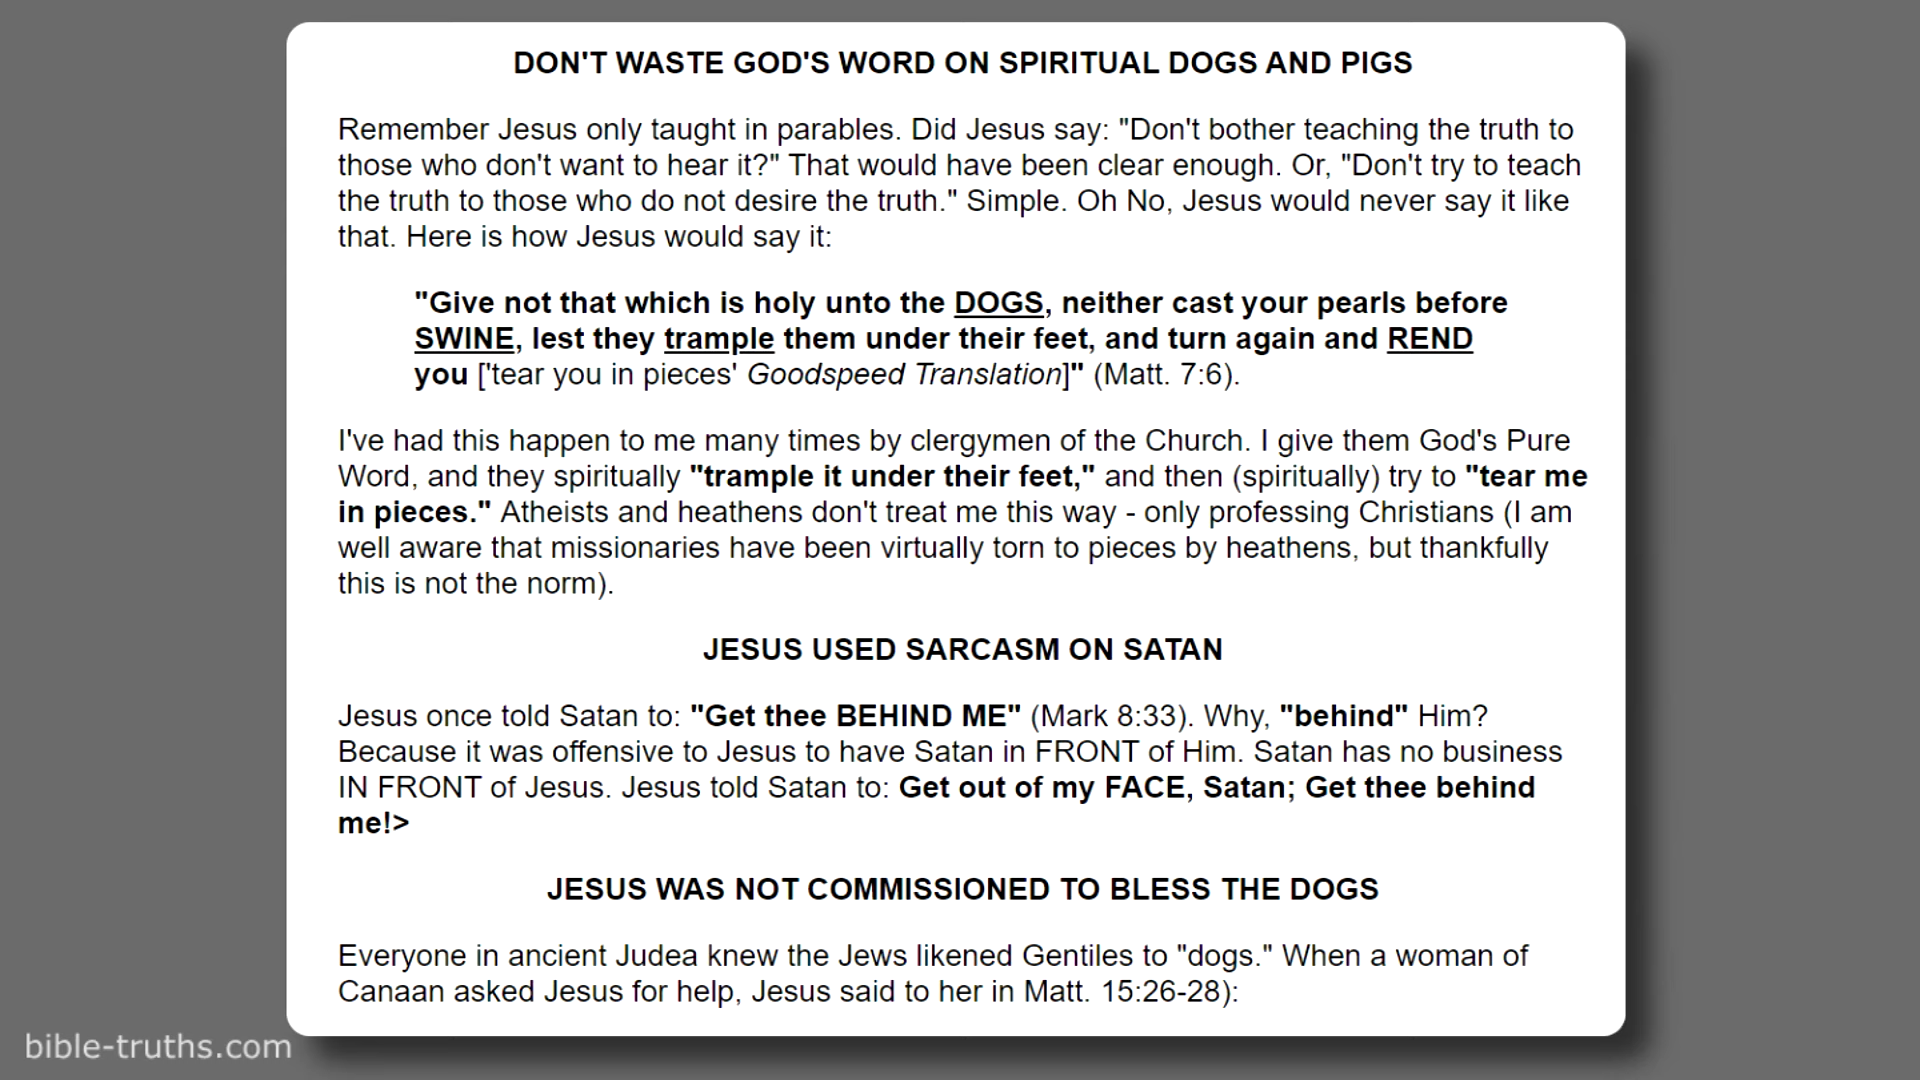 DON'T WASTE GOD'S WORD ON SPIRITUAL DOGS AND PIGS
Remember Jesus only taught in parables. Did Jesus say: "Don't bother teaching the truth to
those who don't want to hear it?" That would have been clear enough. Or, "Don't try to teach
the truth to those who do not desire the truth." Simple. Oh No, Jesus would never say it like
that. Here is how Jesus would say it:
"Give not that which is holy unto the DOGS, neither cast your pearls before
SWINE, lest they trample them under their feet, and turn again and REND
you ['tear you in pieces' Goodspeed Translation]" (Matt. 7:6).
I've had this happen to me many times by clergymen of the Church. I give them God's Pure
Word, and they spiritually "trample it under their feet," and then (spiritually) try to "tear me
in pieces." Atheists and heathens don't treat me this way - only professing Christians (I am
well aware that missionaries have been virtually torn to pieces by heathens, but thankfully
this is not the norm).
JESUS USED SARCASM ON SATAN
Jesus once told Satan to: "Get thee BEHIND ME" (Mark 8:33). Why, "behind" Him?
Because it was offensive to Jesus to have Satan in FRONT of Him. Satan has no business
IN FRONT of Jesus. Jesus told Satan to: Get out of my FACE, Satan; Get thee behind
me!>
JESUS WAS NOT COMMISSIONED TO BLESS THE DOGS
Everyone in ancient Judea knew the Jews likened Gentiles to "dogs." When a woman of
Canaan asked Jesus for help, Jesus said to her in Matt. 15:26-28):
bible-truths.com